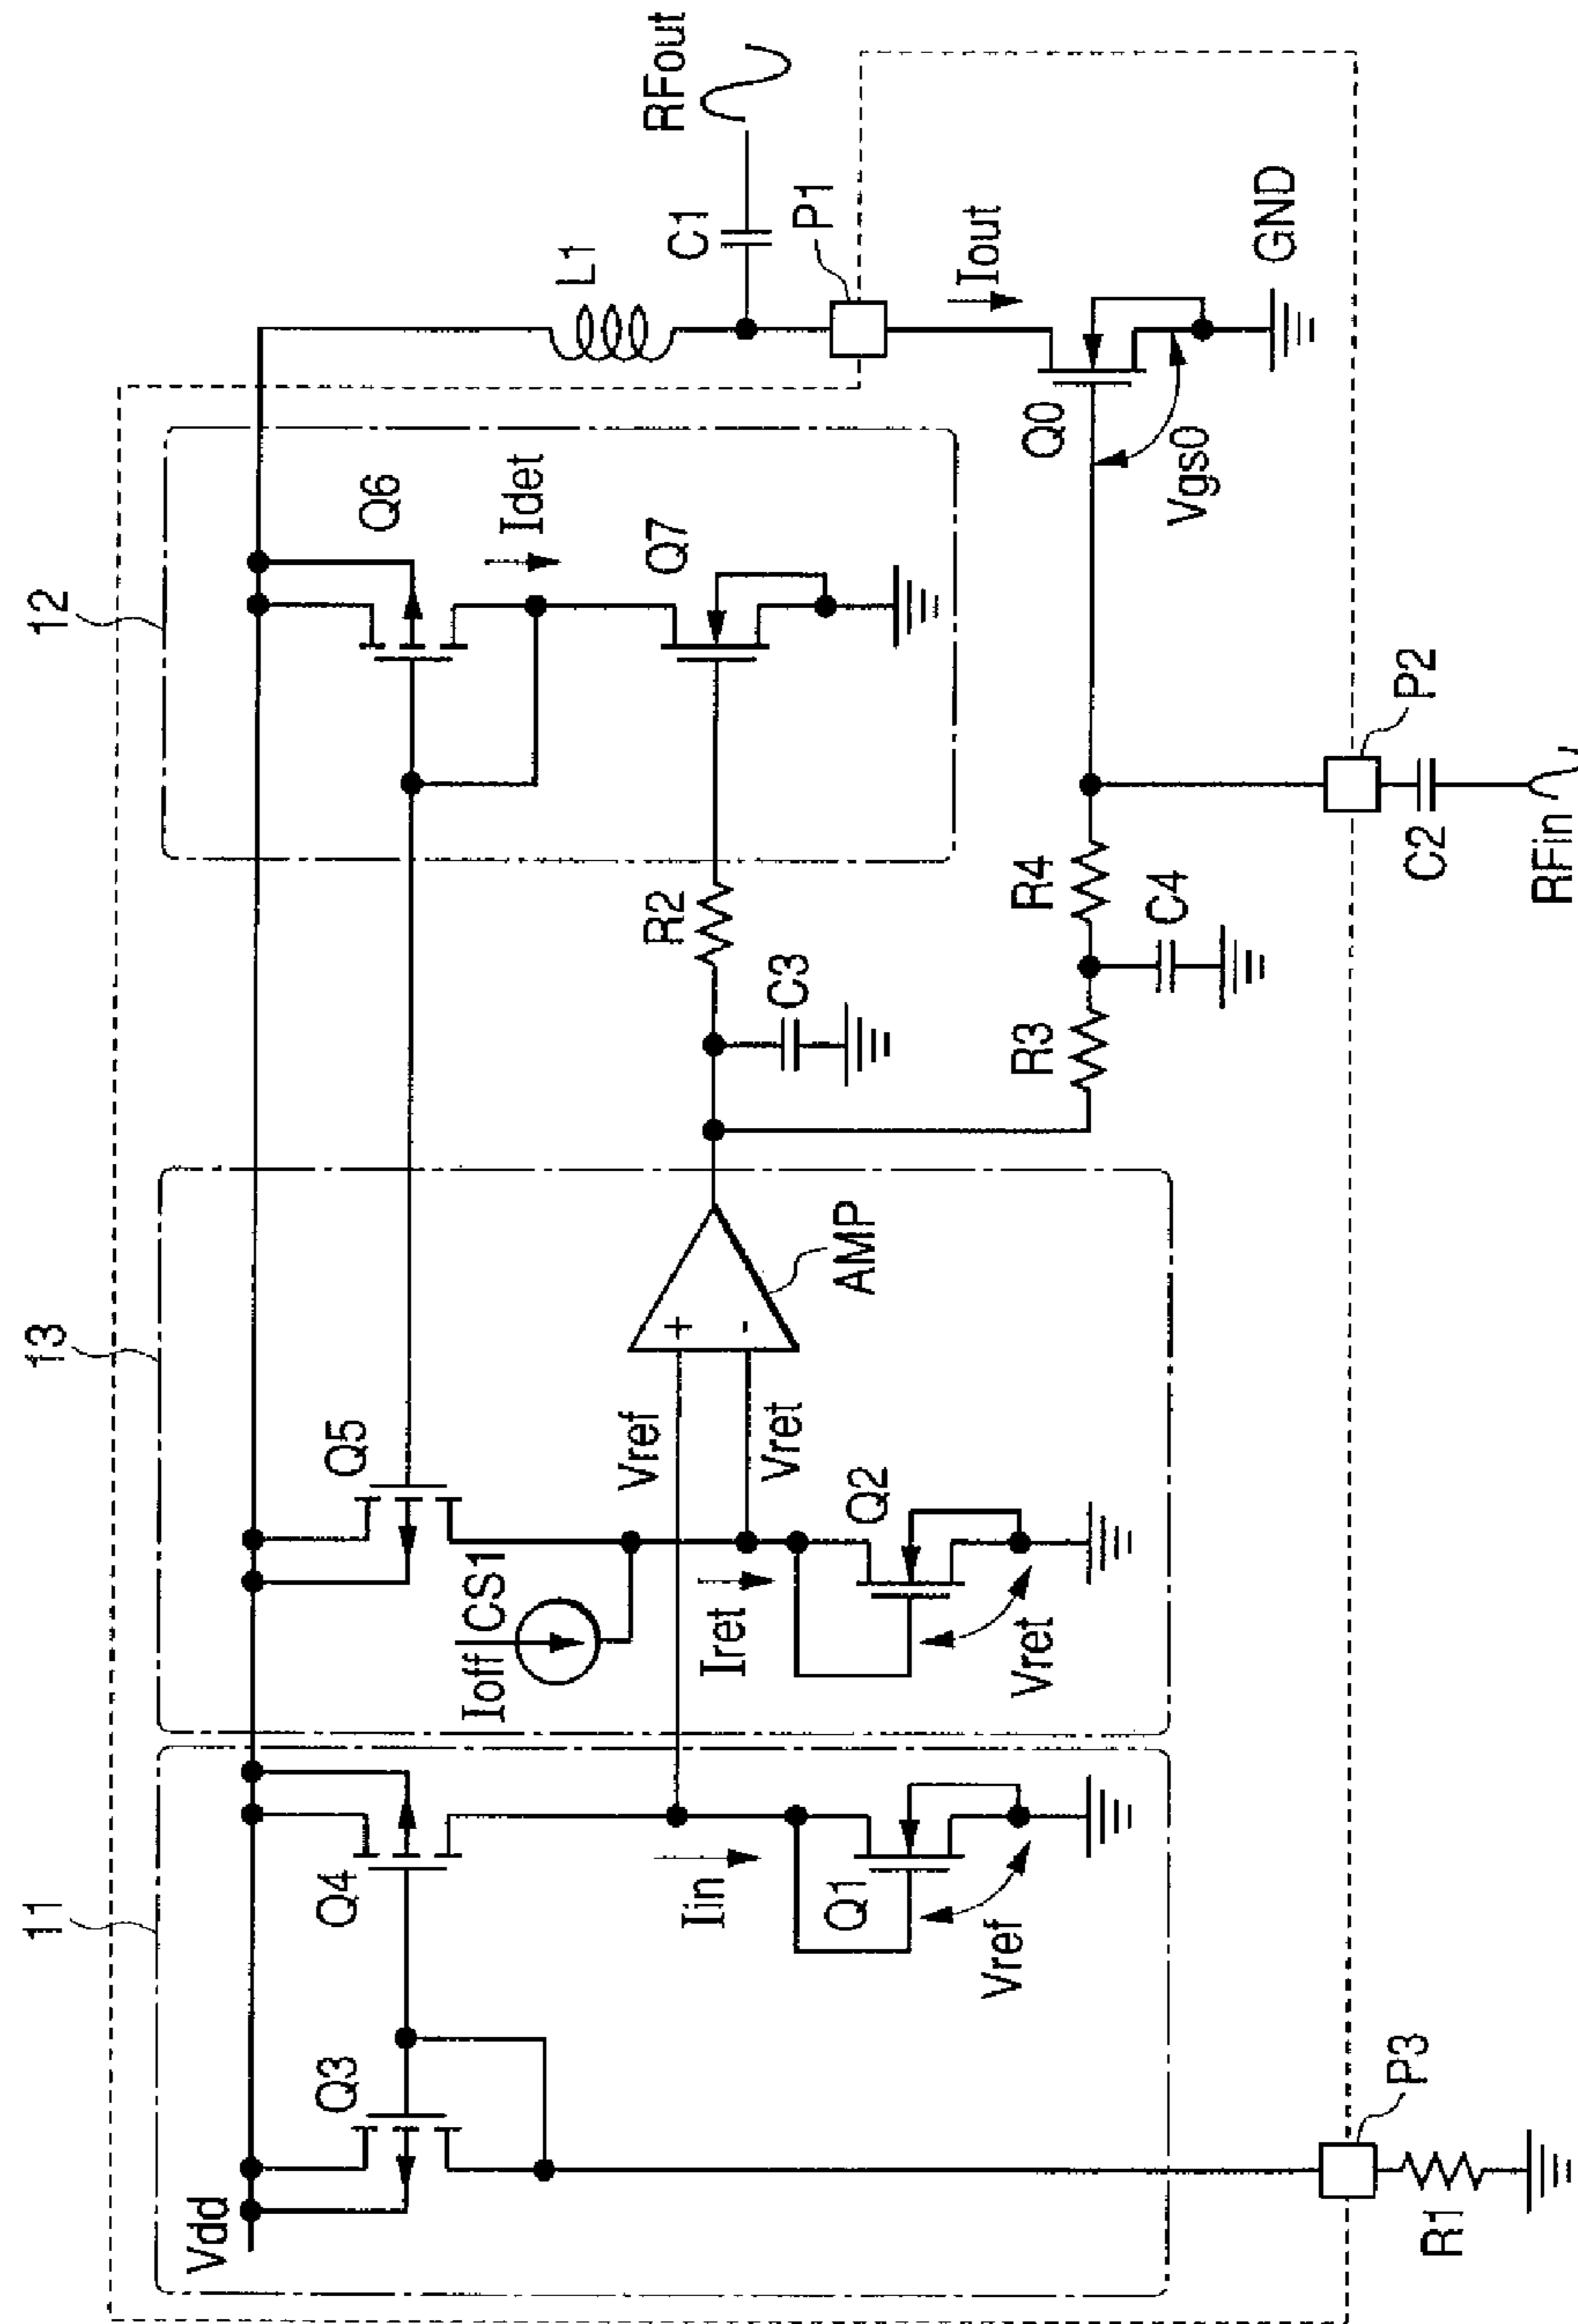 11
13
12
Vdd
Q3
Q4
Q5
Q6
Idet
Q7
L1
C1
RFout
P1
Iout
Ioff
CS1
Vref
Vret
+
-
AMP
Iin
Iret
Q1
Q2
Vref
Vret
C3
R2
R3
R4
C4
Q0
Vgs0
GND
P3
R1
P2
C2
RFin